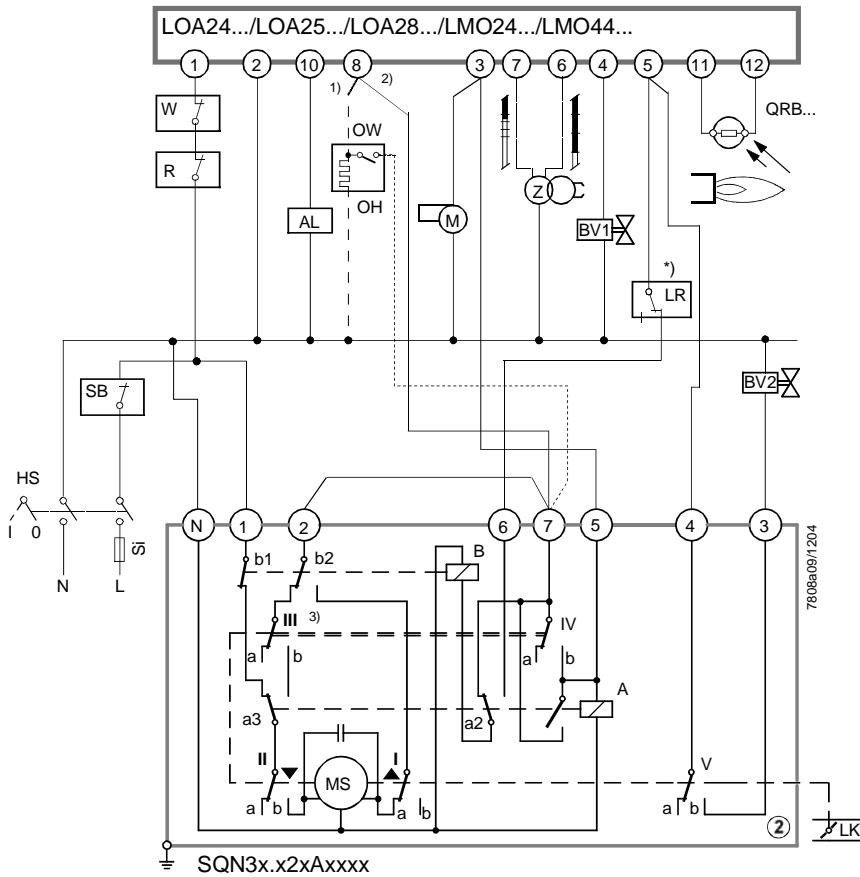 LOA24.../LOA25.../LOA28.../LMO24.../LMO44...
1 2 10 8 3 7 6 4 5 11 12
1) 2)
W
OW
QRB...
R
OH
AL
M
Z
BV1
*)
LR
SB
BV2
HS
I 0
Si
N L
N 1 2 6 7 5 4 3
b1 b2 B
7808a09/1204
III 3) IV
a b a b
A
a3 a2
II I V
MS
a b a b a b
2
LK
SQN3x.x2xAxxxx